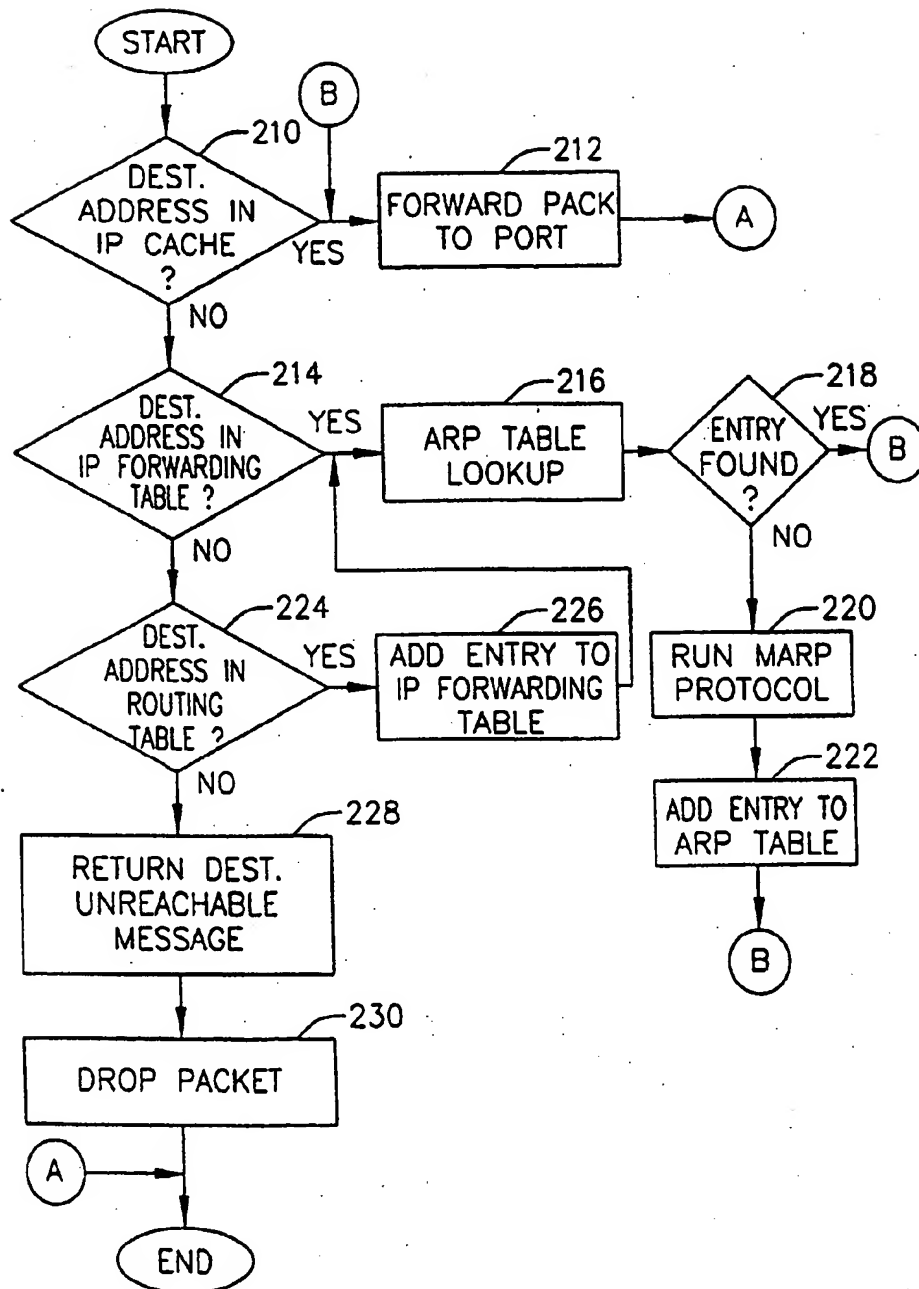 START
B
210
DEST.
ADDRESS IN
IP CACHE
?
YES
212
FORWARD PACK
TO PORT
A
NO
214
DEST.
ADDRESS IN
IP FORWARDING
TABLE ?
YES
216
ARP TABLE
LOOKUP
218
ENTRY
FOUND
?
YES
B
NO
NO
224
DEST.
ADDRESS IN
ROUTING
TABLE ?
YES
226
ADD ENTRY TO
IP FORWARDING
TABLE
220
RUN MARP
PROTOCOL
222
ADD ENTRY TO
ARP TABLE
B
NO
228
RETURN DEST.
UNREACHABLE
MESSAGE
230
DROP PACKET
A
END